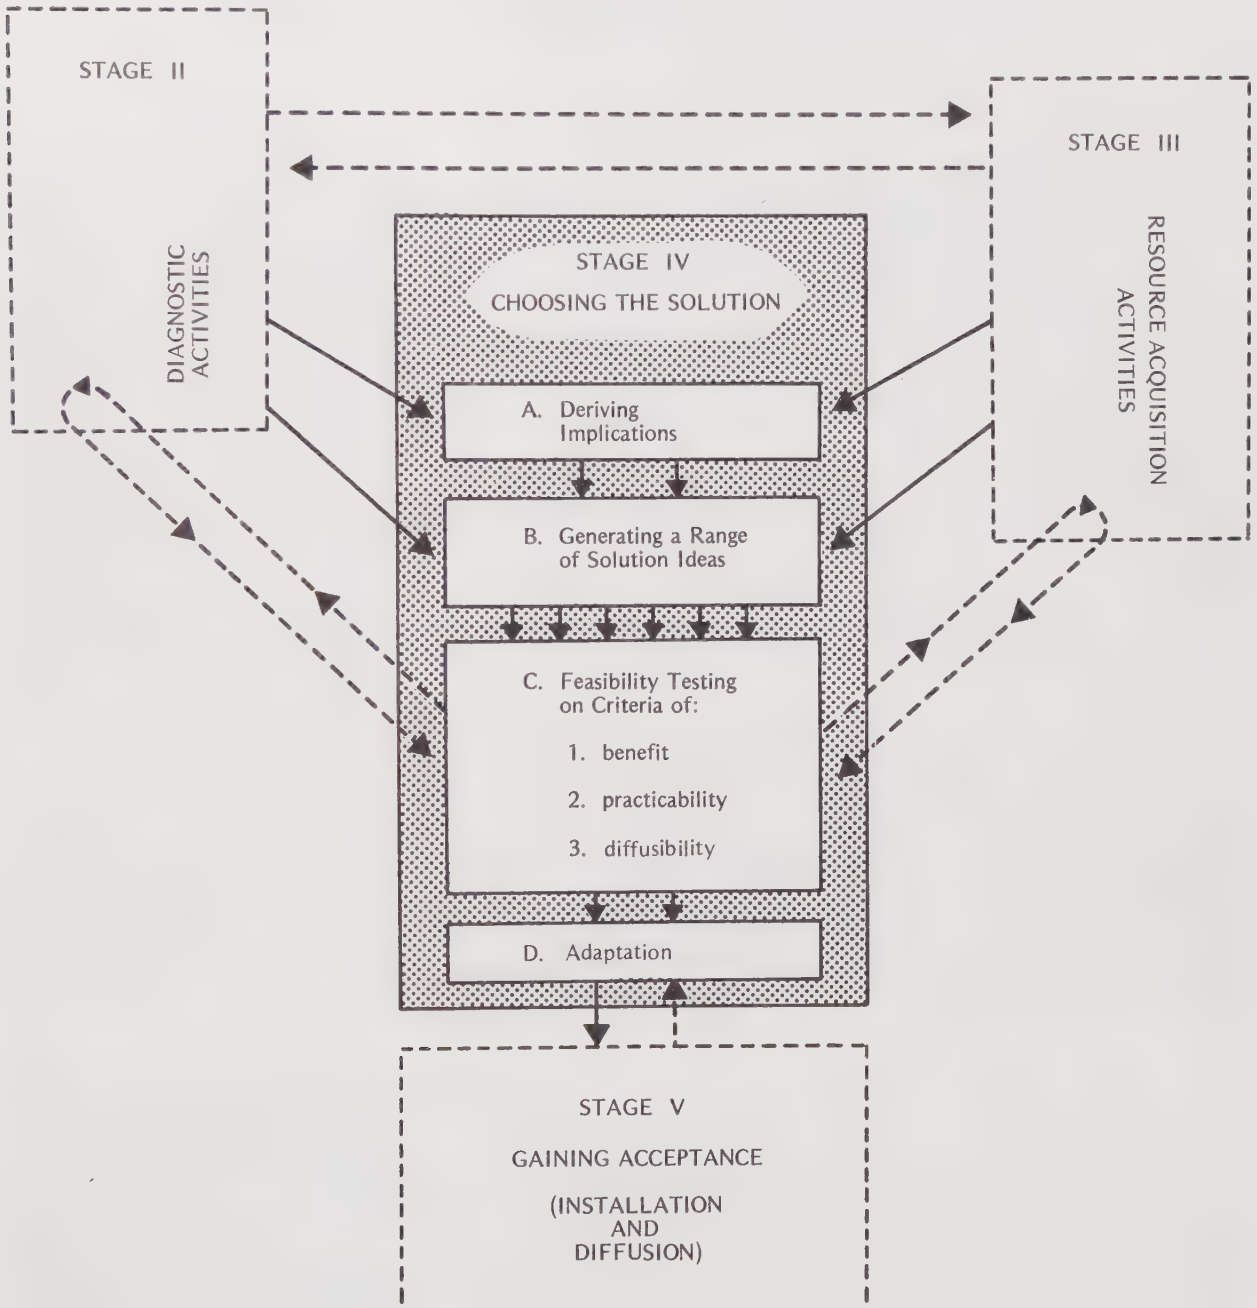 STAGE II
DIAGNOSTIC
ACTIVITIES
STAGE III
RESOURCE ACQUISITION
ACTIVITIES
STAGE IV
CHOOSING THE SOLUTION
A. Deriving
Implications
B. Generating a Range
of Solution Ideas
C. Feasibility Testing
on Criteria of:
1. benefit
2. practicability
3. diffusibility
D. Adaptation
STAGE V
GAINING ACCEPTANCE
(INSTALLATION
AND
DIFFUSION)